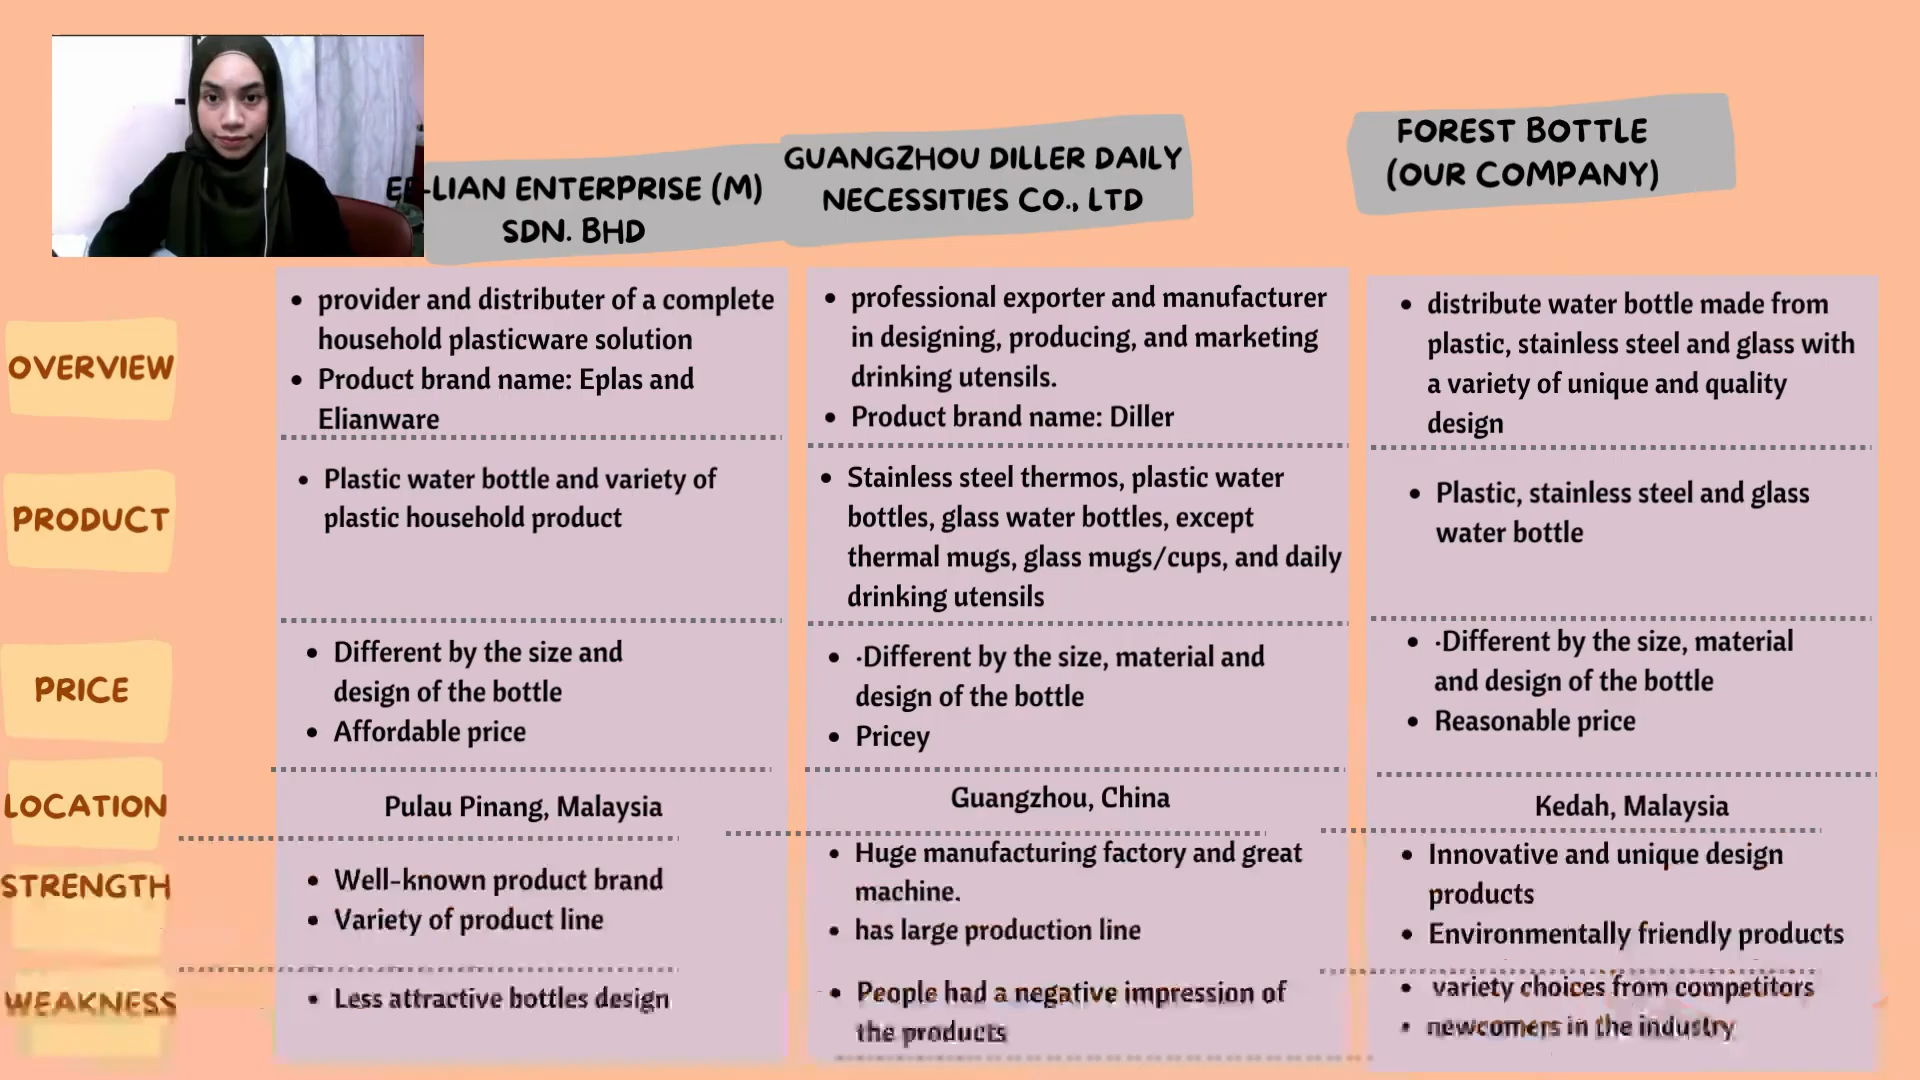 EE-LIAN ENTERPRISE (M)
SDN. BHD
GUANGZHOU DILLER DAILY
NECESSITIES CO., LTD
FOREST BOTTLE
(OUR COMPANY)
OVERVIEW
• provider and distributer of a complete
household plasticware solution
• Product brand name: Eplas and
Elianware
• professional exporter and manufacturer
in designing, producing, and marketing
drinking utensils.
• Product brand name: Diller
• distribute water bottle made from
plastic, stainless steel and glass with
a variety of unique and quality
design
PRODUCT
• Plastic water bottle and variety of
plastic household product
• Stainless steel thermos, plastic water
bottles, glass water bottles, except
thermal mugs, glass mugs/cups, and daily
drinking utensils
• Plastic, stainless steel and glass
water bottle
PRICE
• Different by the size and
design of the bottle
• Affordable price
• ·Different by the size, material and
design of the bottle
• Pricey
• ·Different by the size, material
and design of the bottle
• Reasonable price
LOCATION
Pulau Pinang, Malaysia
Guangzhou, China
Kedah, Malaysia
STRENGTH
• Well-known product brand
• Variety of product line
• Huge manufacturing factory and great
machine.
• has large production line
• Innovative and unique design
products
• Environmentally friendly products
WEAKNESS
• Less attractive bottles design
• People had a negative impression of
the products
• variety choices from competitors
• newcomers in the industry